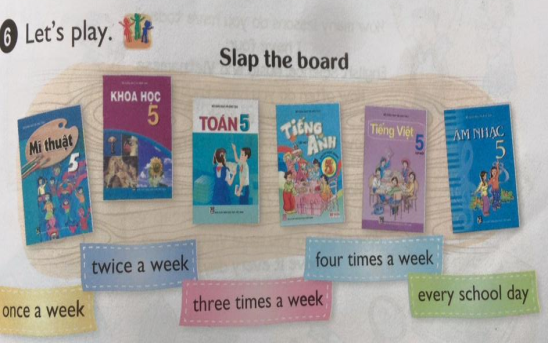 6 Let's play.
Slap the board
Mĩ thuật 5
KHOA HỌC 5
TOÁN 5
TIẾNG ANH 5
Tiếng Việt 5
ÂM NHẠC 5
once a week
twice a week
three times a week
four times a week
every school day